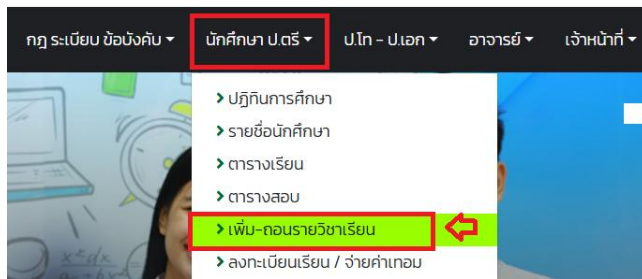 กฎ ระเบียบ ข้อบังคับ นักศึกษา ป.ตรี ป.โท - ป.เอก อาจารย์ เจ้าหน้าที่
ปฏิทินการศึกษา
รายชื่อนักศึกษา
ตารางเรียน
ตารางสอบ
เพิ่ม-ถอนรายวิชาเรียน
ลงทะเบียนเรียน / จ่ายค่าเทอม